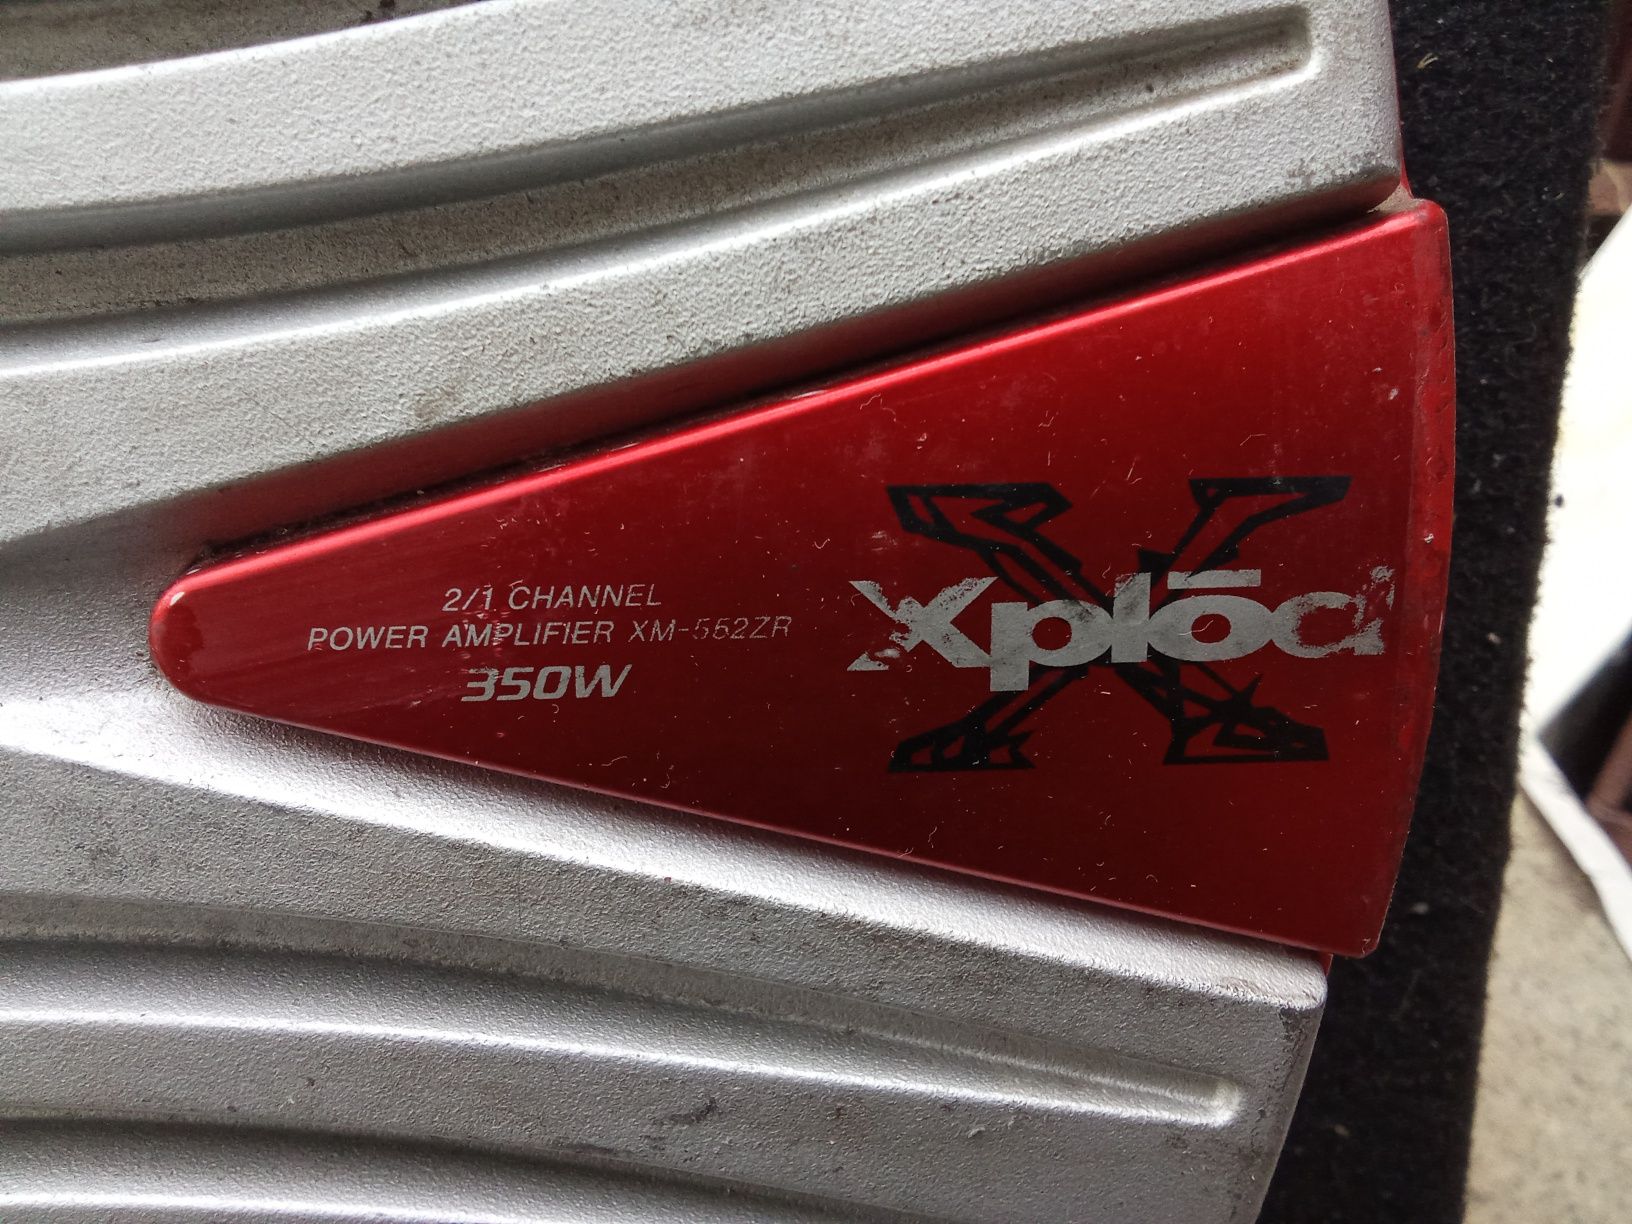 2/1 CHANNEL
POWER AMPLIFIER XM-552ZR
350W
Xplōd